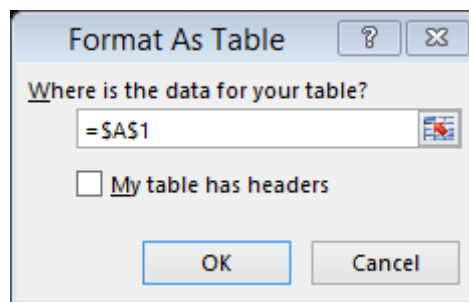 Format As Table
Where is the data for your table?
=$A$1
My table has headers
OK
Cancel